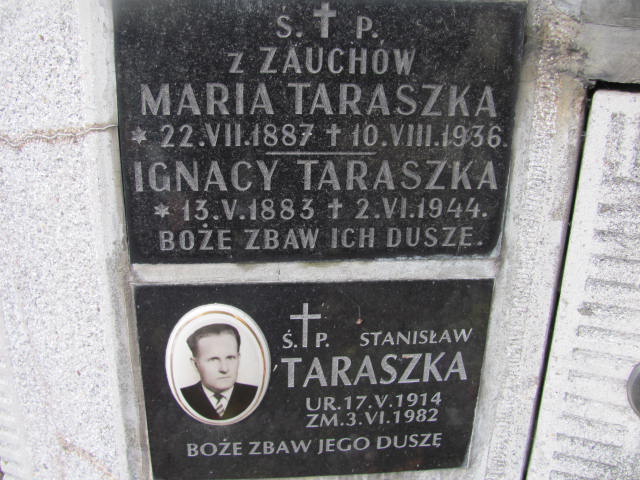 Ś. ✝ P.
z ZAUCHÓW
MARIA TARASZKA
* 22.VII.1887 ✝ 10.VIII.1936.
IGNACY TARASZKA
* 13.V.1883 ✝ 2.VI.1944.
BOŻE ZBAW ICH DUSZE.
Ś. ✝ P. STANISŁAW
TARASZKA
UR. 17.V.1914
ZM. 3.VI.1982
BOŻE ZBAW JEGO DUSZĘ